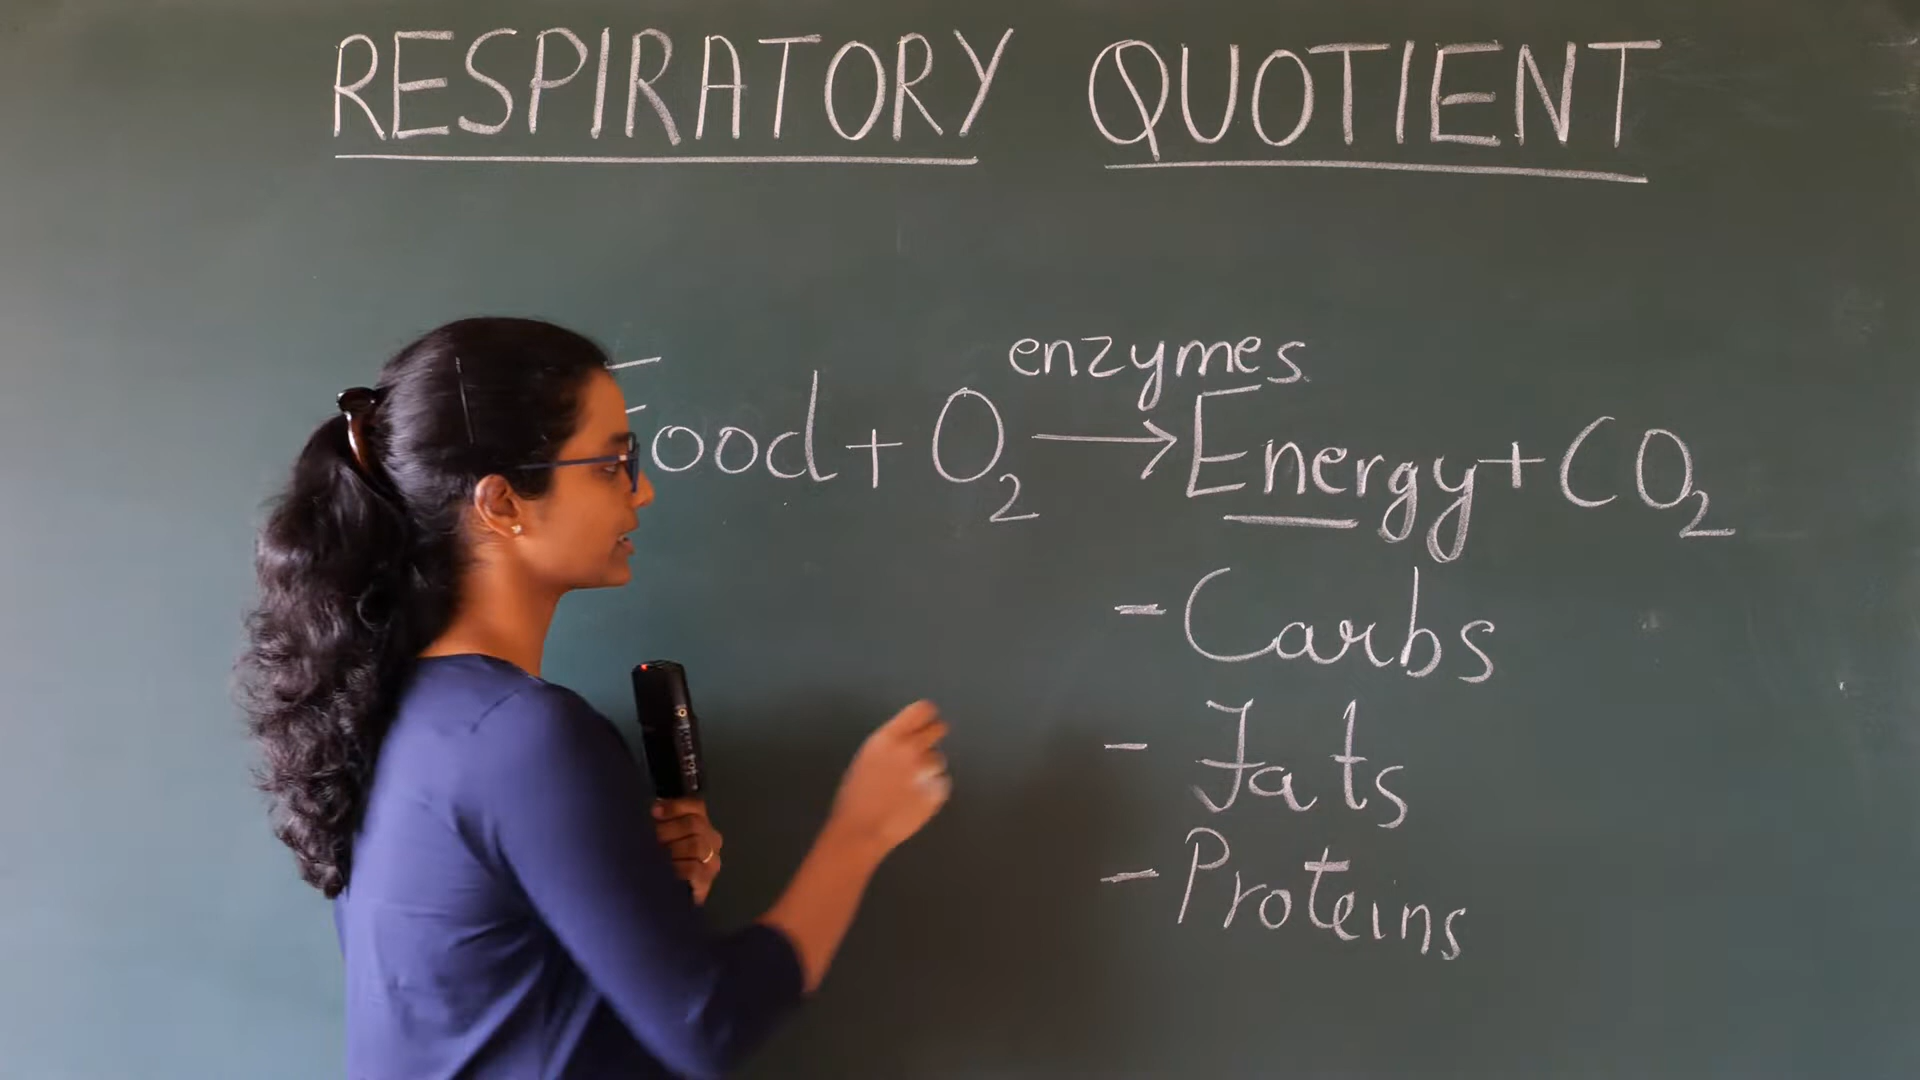 RESPIRATORY QUOTIENT
enzymes
Food + O₂ → Energy + CO₂
- Carbs
- Fats
- Proteins